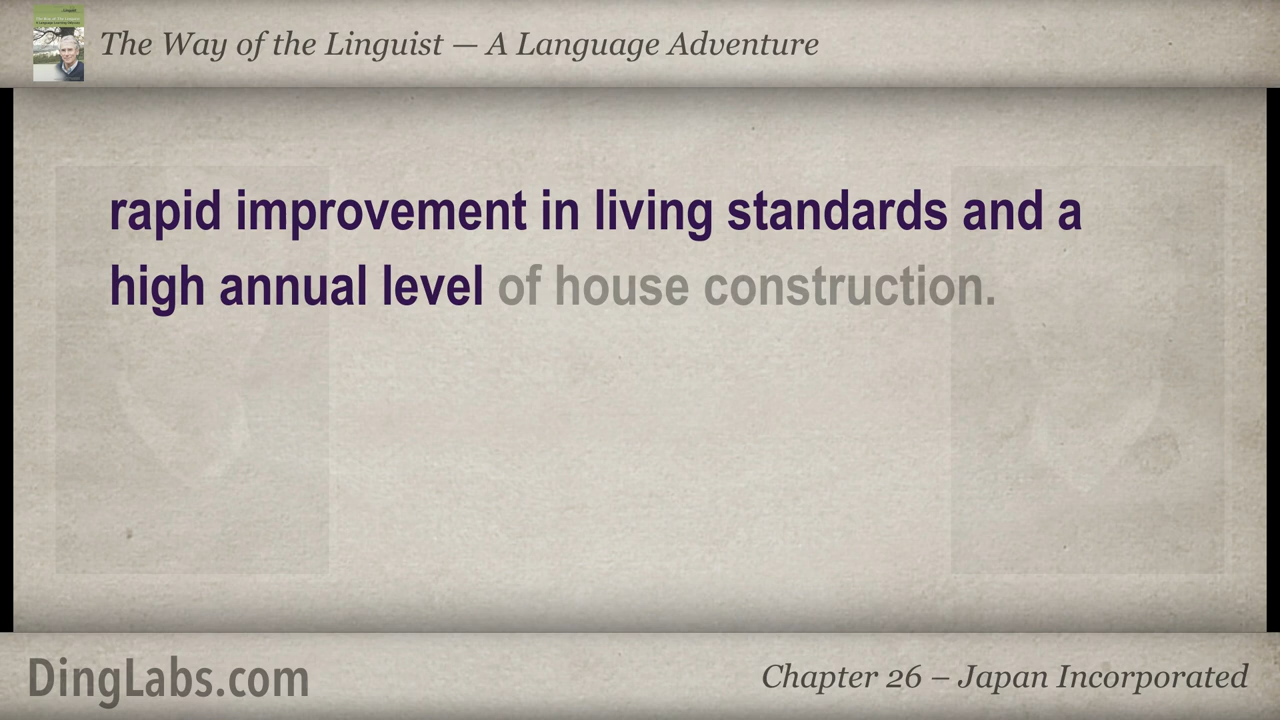 The Way of the Linguist — A Language Adventure
rapid improvement in living standards and a
high annual level of house construction.
DingLabs.com
Chapter 26 – Japan Incorporated